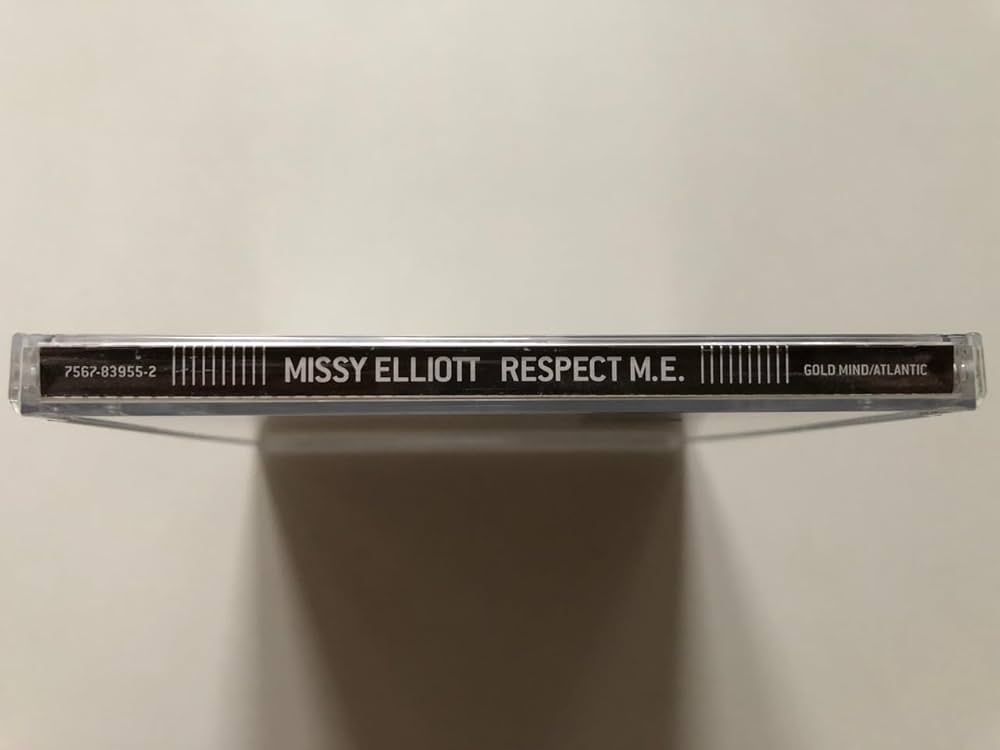 7567-83955-2 MISSY ELLIOTT RESPECT M.E. GOLD MIND/ATLANTIC